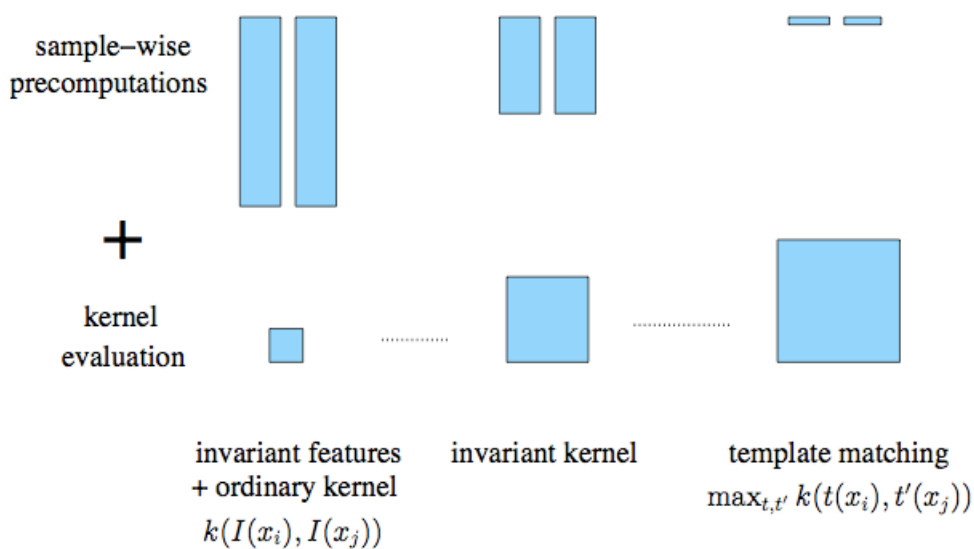 sample–wise
precomputations
+
kernel
evaluation
invariant features
+ ordinary kernel
k(I(x_i), I(x_j))
invariant kernel
template matching
max_{t,t'} k(t(x_i), t'(x_j))